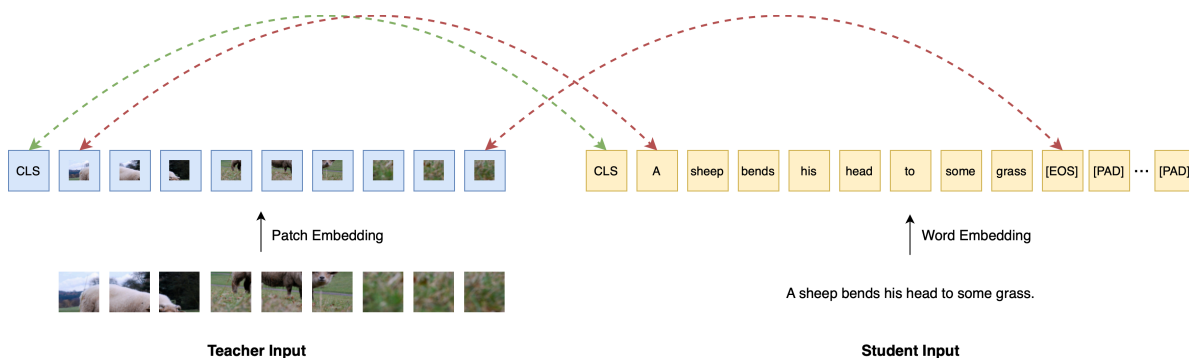 CLS CLS A sheep bends his head to some grass [EOS] [PAD] ... [PAD]
Patch Embedding Word Embedding
A sheep bends his head to some grass.
Teacher Input Student Input